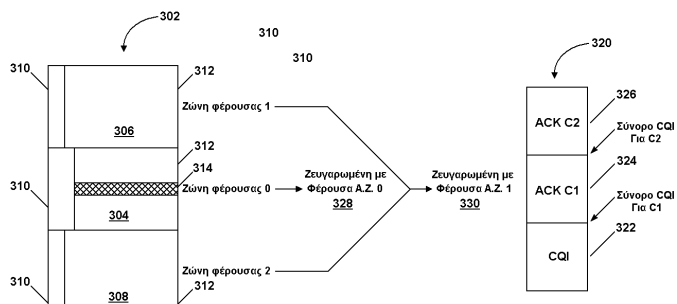 302
310
310
320
310
312
Ζώνη φέρουσας 1
306
326
ACK C2
312
Σύνορο CQI
Για C2
314
310
Ζώνη φέρουσας 0
Ζευγαρωμένη με
Φέρουσα Α.Ζ. 0
328
Ζευγαρωμένη με
Φέρουσα Α.Ζ. 1
330
324
ACK C1
304
Σύνορο CQI
Για C1
322
CQI
310
Ζώνη φέρουσας 2
312
308